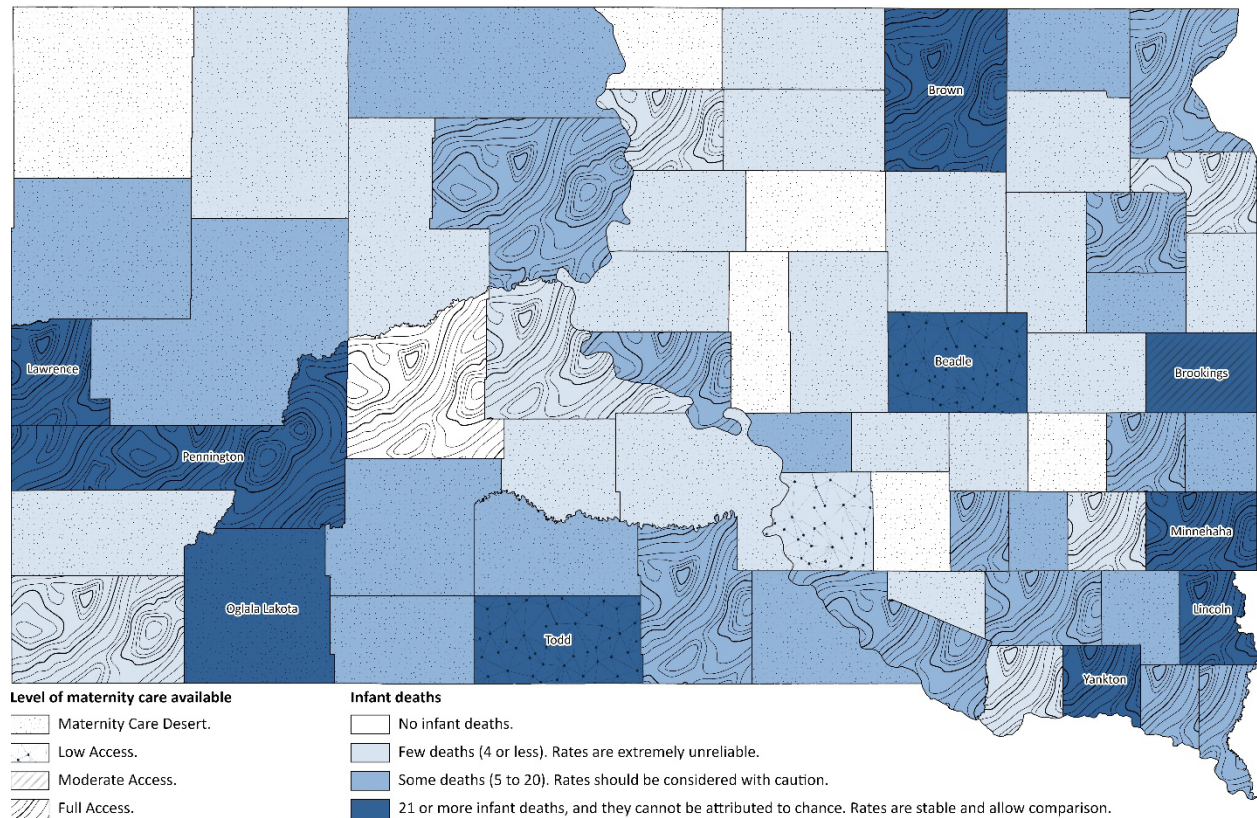 Brown
Lawrence
Beadle
Brookings
Pennington
Minnehaha
Oglala Lakota
Lincoln
Todd
Yankton
Level of maternity care available
Maternity Care Desert.
Low Access.
Moderate Access.
Full Access.
Infant deaths
No infant deaths.
Few deaths (4 or less). Rates are extremely unreliable.
Some deaths (5 to 20). Rates should be considered with caution.
21 or more infant deaths, and they cannot be attributed to chance. Rates are stable and allow comparison.